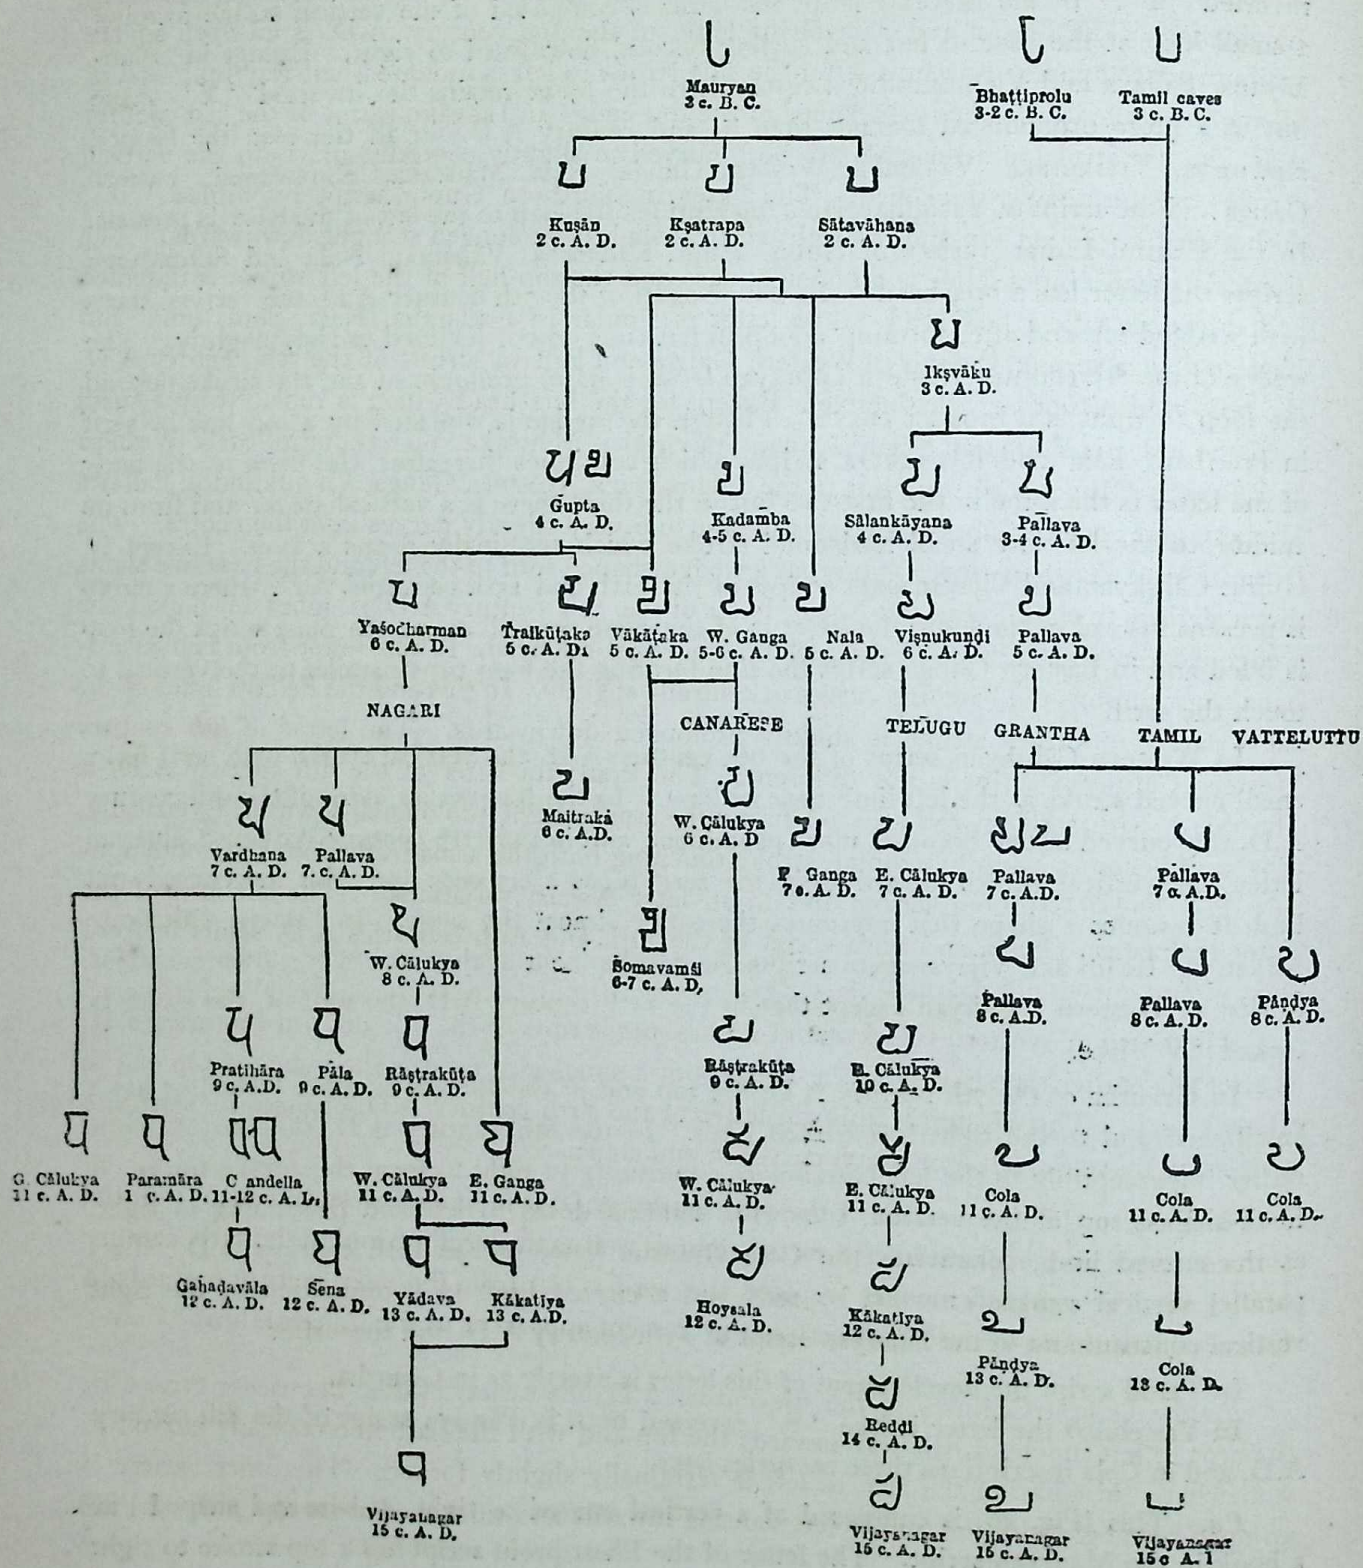 Mauryan
3 c. B. C.
Bhaṭṭiprolu
3-2 c. B. C.
Tamil caves
3 c. B. C.
Kuṣān
2 c. A. D.
Kṣatrapa
2 c. A. D.
Sātavāhana
2 c. A. D.
Ikṣvāku
3 c. A. D.
Gupta
4 c. A. D.
Kadaṁba
4-5 c. A. D.
Sālankāyana
4 c. A. D.
Pallava
3-4 c. A. D.
Yaśodharman
6 c. A. D.
Traikūṭaka
5 c. A. D.
Vākāṭaka
5 c. A. D.
W. Ganga
5-6 c. A. D.
Nala
5 c. A. D.
Viṣṇukuṇḍi
6 c. A. D.
Pallava
5 c. A. D.
NAGARI
CANARESE
TELUGU
GRANTHA
TAMIL
VATTELUTTU
Vardhana
7 c. A. D.
Pallava
7. c. A. D.
Maitraka
6 c. A.D.
W. Cālukya
6 c. A. D
Ganga
7 c. A. D.
E. Cālukya
7 c. A. D.
Pallava
7 c. A.D.
Pallava
7 A.D.
W. Cālukya
8 c. A. D.
Somavamśi
6-7 c. A. D,
Pallava
8 c. A.D.
Pallava
8 c. A. D.
Pāṇḍya
8 c. A. D.
Pratihāra
9 c. A.D.
Pāla
9 c. A. D.
Rāṣṭrakūṭa
9 c. A. D.
Rāṣṭrakūṭa
9 c. A. D.
Cālukya
10 c. A. D.
Cālukya
11 c. A. D.
Paramāra
A. D.
C andella
11-12 c. A.
W. Cālukya
11 c. A. D.
E. Ganga
11 c. A. D.
W. Cālukya
11 c. A. D.
E. Cālukya
11 c. A. D.
Cola
11 c. A. D.
Cola
11 c. A. D.
Cola
11 c. A. D.
Gahaḍavāla
12 c. A. D.
Sena
12 c. A. D.
Yādava
13 c. A. D.
Kākatīya
13 c. A. D.
Hoysala
12 c. A. D.
Kākatīya
12 c. A. D.
Pāṇḍya
13 c. A. D.
Cola
13 c. A. D.
Reddi
14 c. A. D.
Vijayanagar
15 c. A. D.
Vijayanagar
15 c. A. D.
Vijayanagar
15 c. A. D.
Vijayanagar
15 c A.